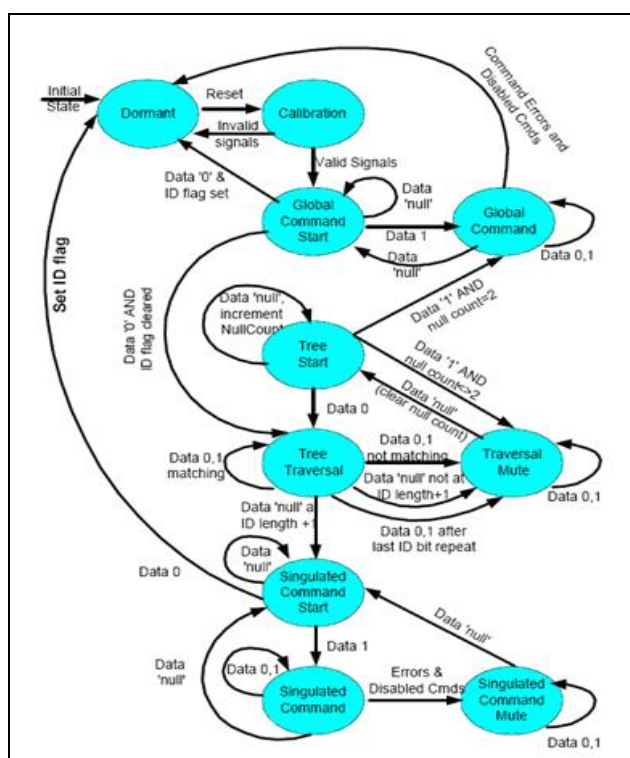 Command Errors and
Disabled Cmds
Initial
State
Dormant
Reset
Calibration
Invalid
signals
Data '0' &
ID flag set
Valid Signals
Data
'null'
Global
Command
Start
Data 1
Global
Command
Data
'null'
Data 0,1
Set ID flag
Data '0' AND
ID flag cleared
Data 'null',
increment
NullCount
Tree
Start
Data '1' AND
null count=2
Data '1' AND
null count<>2
Data 'null'
(clear null count)
Data 0
Data 0,1
matching
Tree
Traversal
Data 0,1
not matching
Traversal
Mute
Data 'null' not at
ID length+1
Data 0,1
Data 'null' a
ID length +1
Data 0,1 after
last ID bit repeat
Data 0
Data
'null'
Singulated
Command
Start
Data 'null'
Data 1
Data
'null'
Data 0,1
Singulated
Command
Errors &
Disabled Cmds
Singulated
Command
Mute
Data 0,1